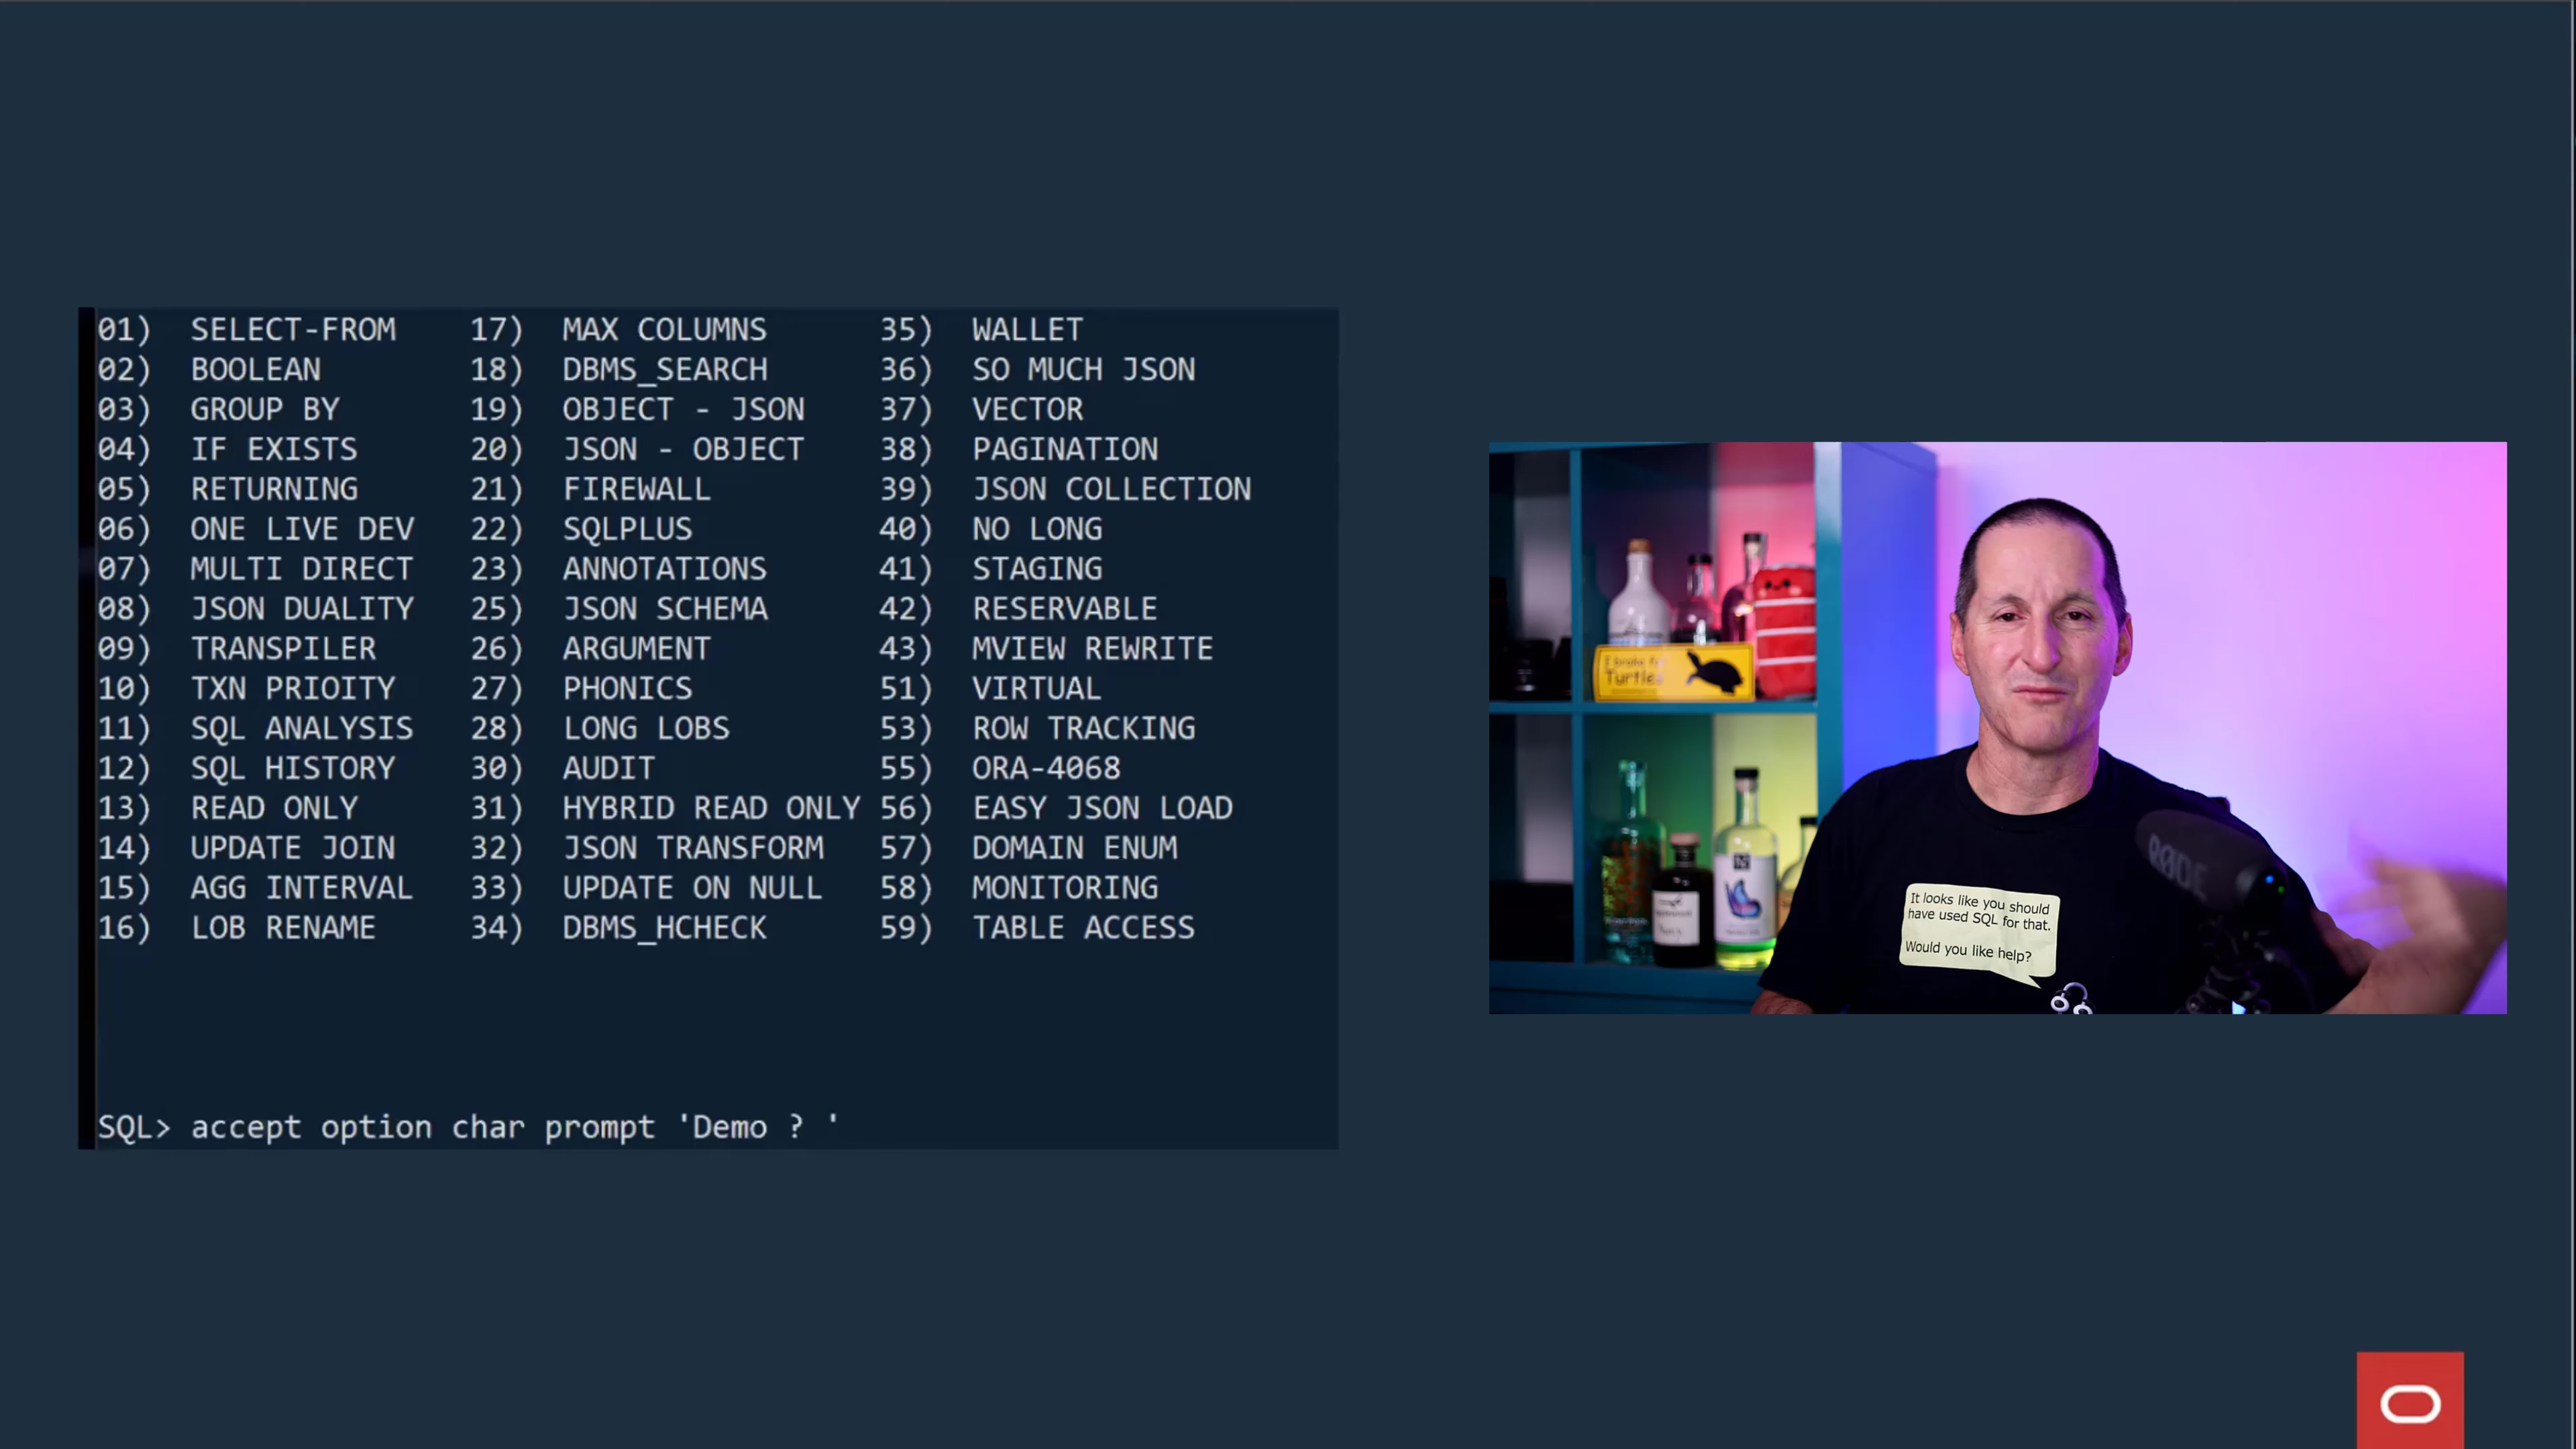 01) SELECT-FROM 17) MAX COLUMNS 35) WALLET
02) BOOLEAN 18) DBMS_SEARCH 36) SO MUCH JSON
03) GROUP BY 19) OBJECT - JSON 37) VECTOR
04) IF EXISTS 20) JSON - OBJECT 38) PAGINATION
05) RETURNING 21) FIREWALL 39) JSON COLLECTION
06) ONE LIVE DEV 22) SQLPLUS 40) NO LONG
07) MULTI DIRECT 23) ANNOTATIONS 41) STAGING
08) JSON DUALITY 25) JSON SCHEMA 42) RESERVABLE
09) TRANSPILER 26) ARGUMENT 43) MVIEW REWRITE
10) TXN PRIOITY 27) PHONICS 51) VIRTUAL
11) SQL ANALYSIS 28) LONG LOBS 53) ROW TRACKING
12) SQL HISTORY 30) AUDIT 55) ORA-4068
13) READ ONLY 31) HYBRID READ ONLY 56) EASY JSON LOAD
14) UPDATE JOIN 32) JSON TRANSFORM 57) DOMAIN ENUM
15) AGG INTERVAL 33) UPDATE ON NULL 58) MONITORING
16) LOB RENAME 34) DBMS_HCHECK 59) TABLE ACCESS
SQL> accept option char prompt 'Demo ? '
I brake for
Turtles
RØDE
It looks like you should
have used SQL for that.
Would you like help?